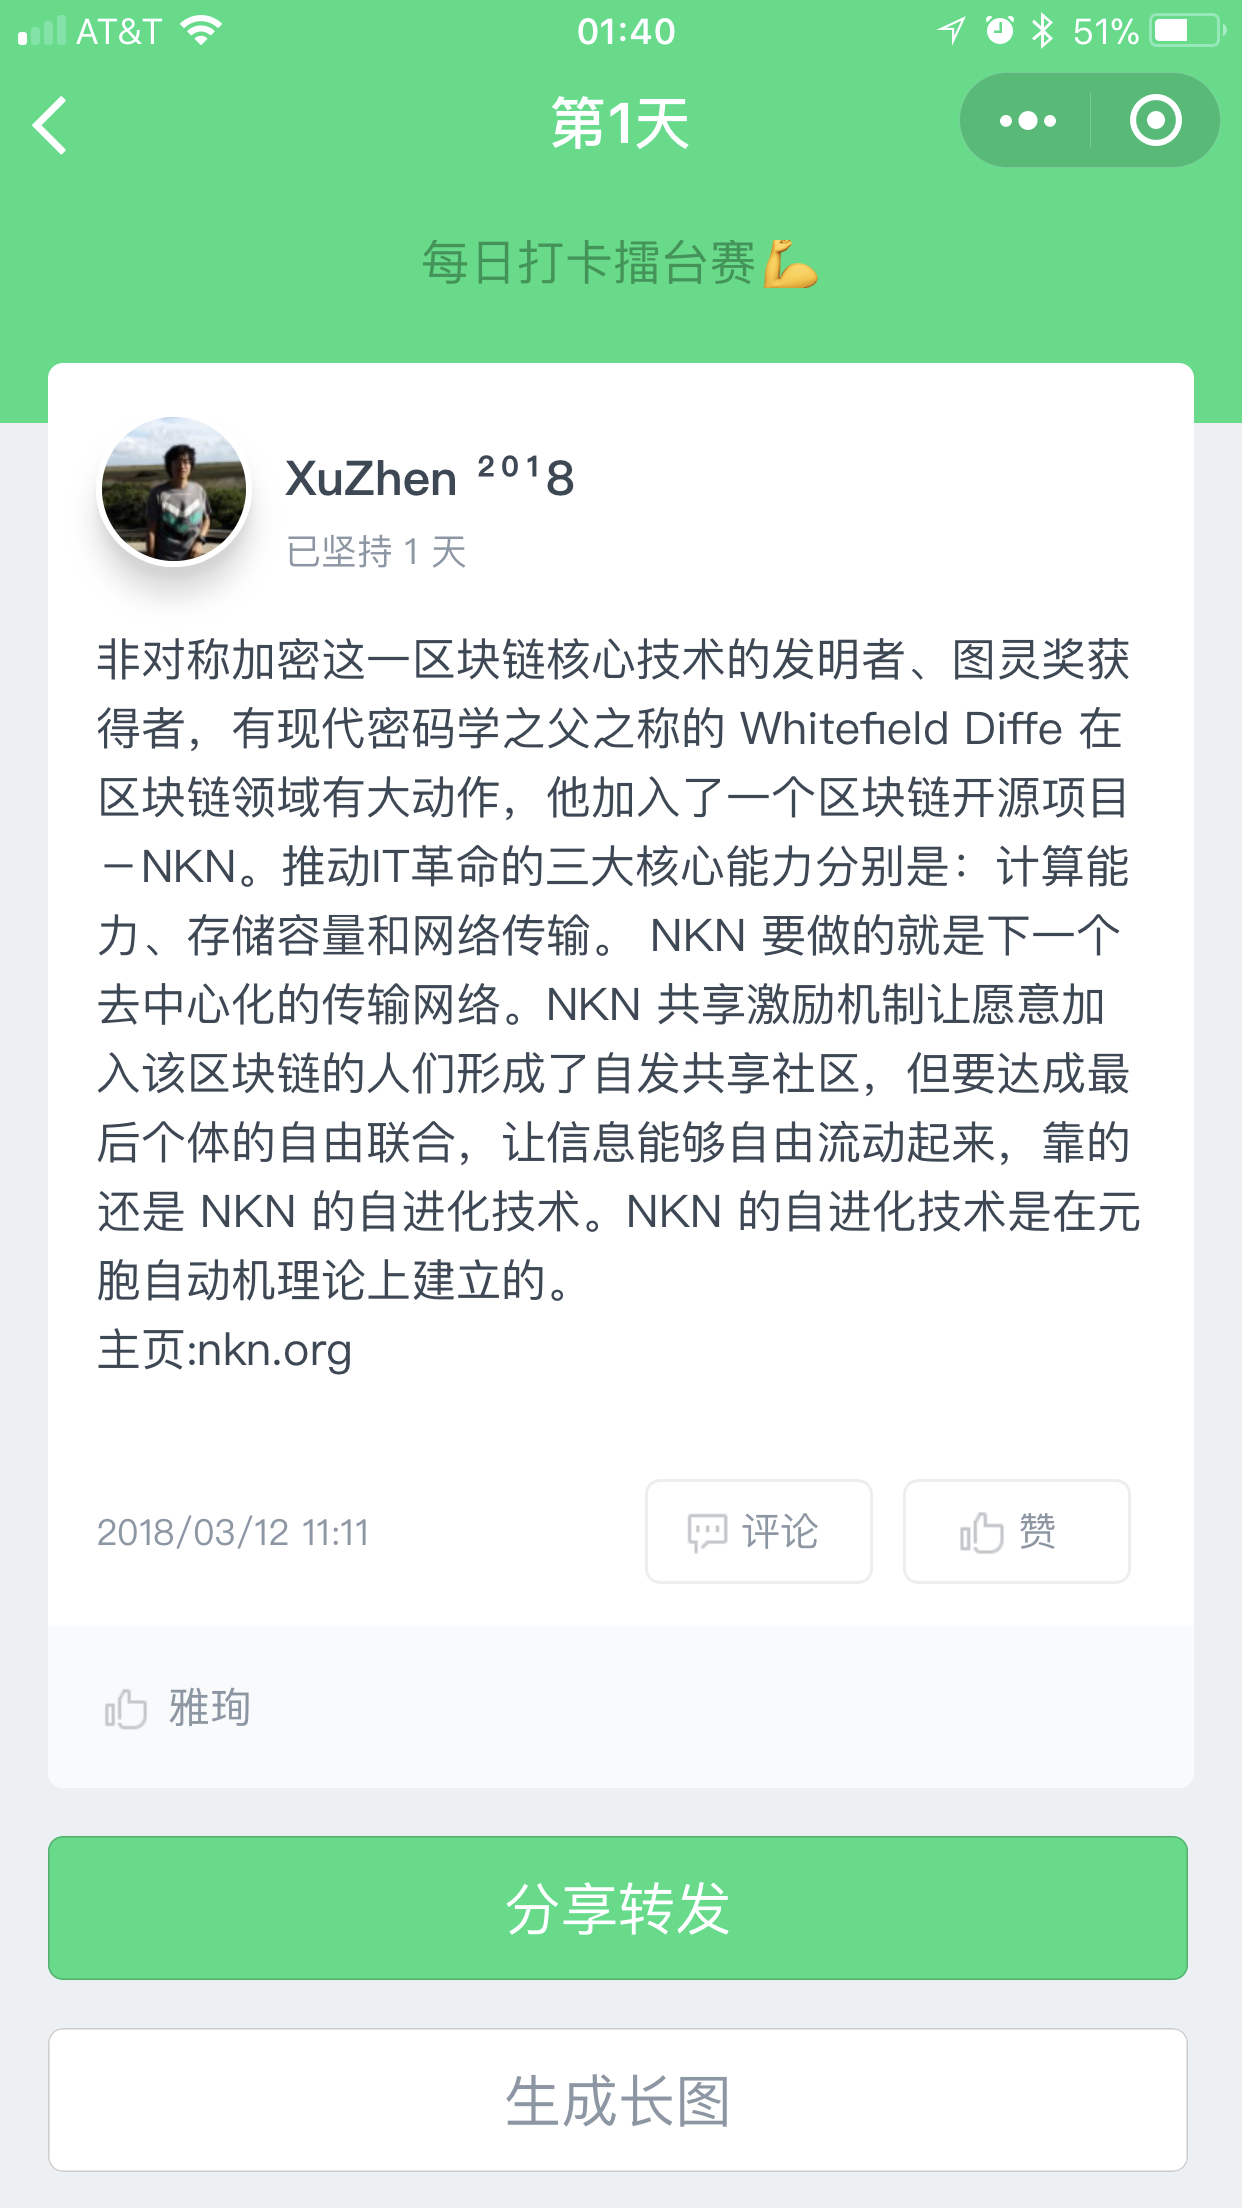 AT&T 01:40 51%
第1天
每日打卡擂台赛💪
XuZhen ²⁰¹8
已坚持 1 天
非对称加密这一区块链核心技术的发明者、图灵奖获
得者，有现代密码学之父之称的 Whitefield Diffe 在
区块链领域有大动作，他加入了一个区块链开源项目
－NKN。推动IT革命的三大核心能力分别是：计算能
力、存储容量和网络传输。 NKN 要做的就是下一个
去中心化的传输网络。NKN 共享激励机制让愿意加
入该区块链的人们形成了自发共享社区，但要达成最
后个体的自由联合，让信息能够自由流动起来，靠的
还是 NKN 的自进化技术。NKN 的自进化技术是在元
胞自动机理论上建立的。
主页:nkn.org
2018/03/12 11:11 评论 赞
雅珣
分享转发
生成长图